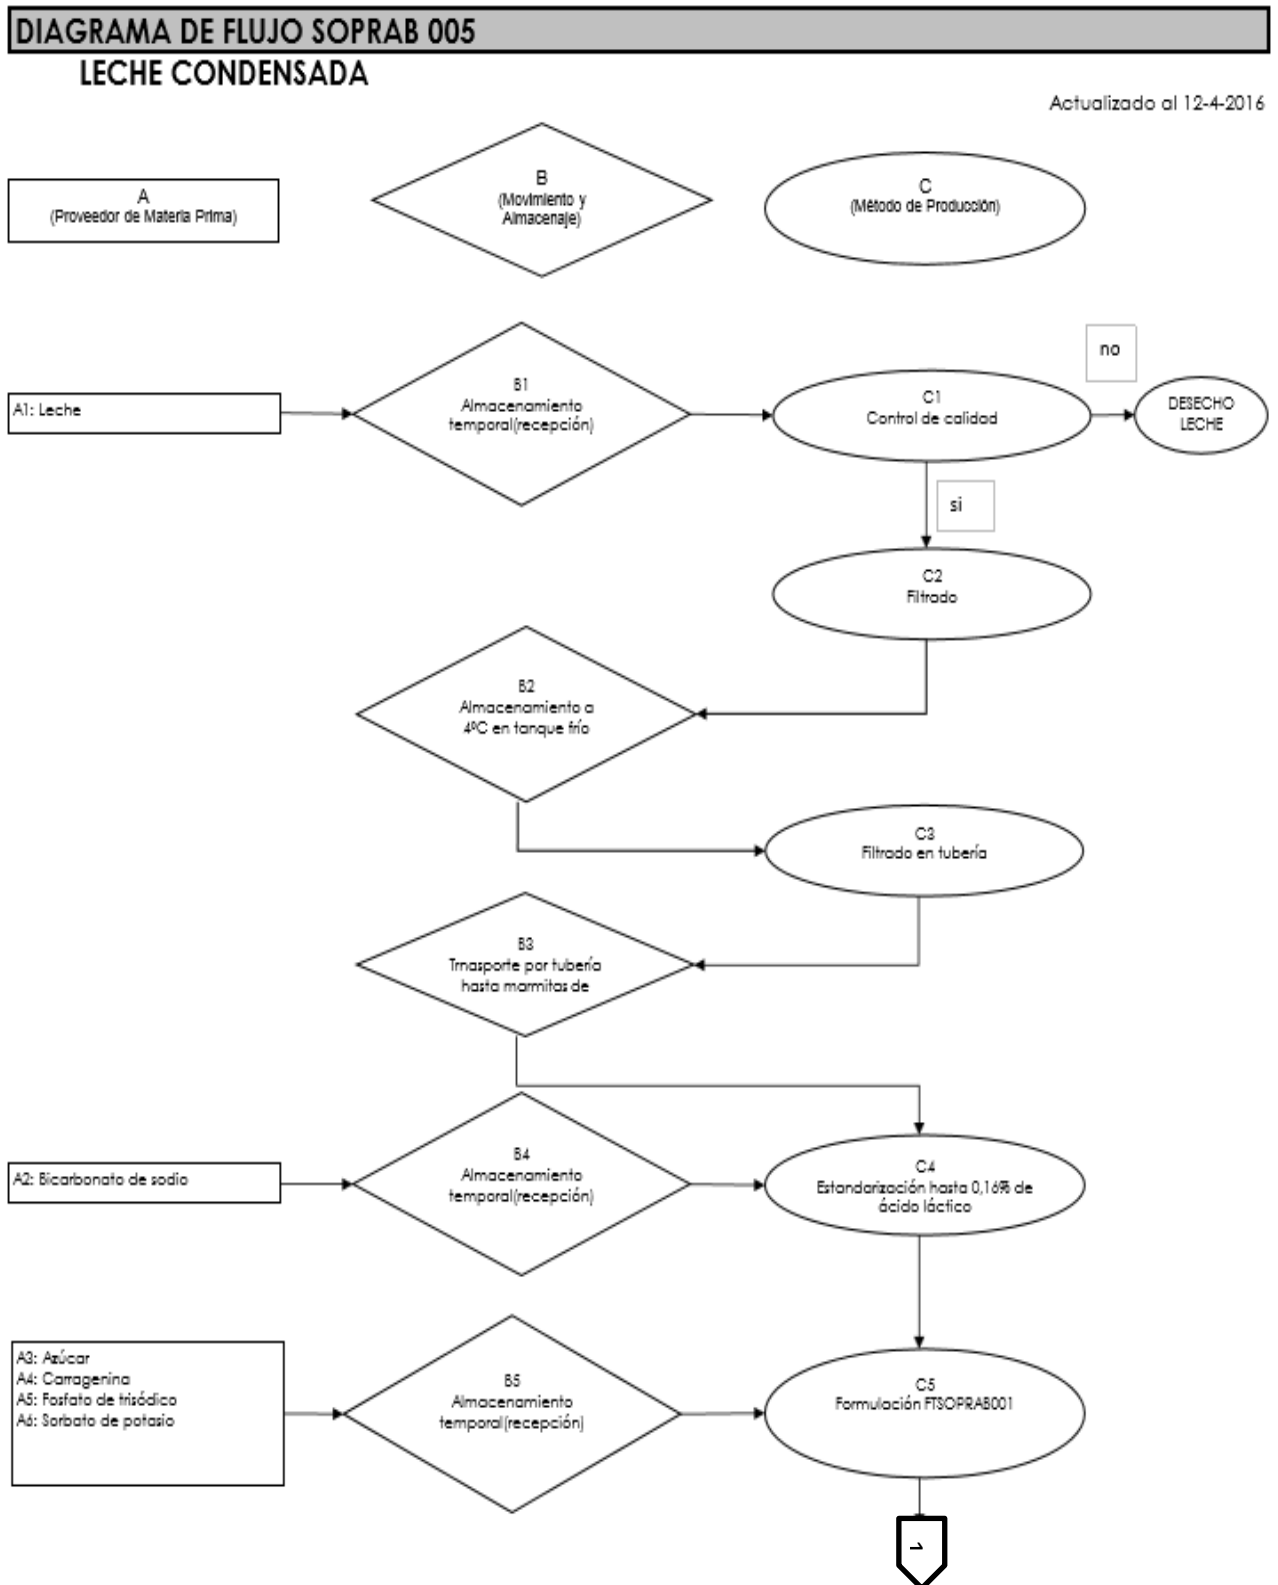 DIAGRAMA DE FLUJO SOPRAB 005
LECHE CONDENSADA
Actualizado al 12-4-2016
A
(Proveedor de Materia Prima)
B
(Movimiento y
Almacenaje)
C
(Método de Producción)
A1: Leche
B1
Almacenamiento
temporal(recepción)
C1
Control de calidad
no
DESECHO
LECHE
si
C2
Filtrado
B2
Almacenamiento a
4ºC en tanque frío
C3
Filtrado en tubería
B3
Trnasporte por tubería
hasta marmitas de
A2: Bicarbonato de sodio
B4
Almacenamiento
temporal(recepción)
C4
Estandarización hasta 0,16% de
ácido láctico
A3: Azúcar
A4: Carragenina
A5: Fosfato de trisódico
A6: Sorbato de potasio
B5
Almacenamiento
temporal(recepción)
C5
Formulación FTSOPRAB001
1